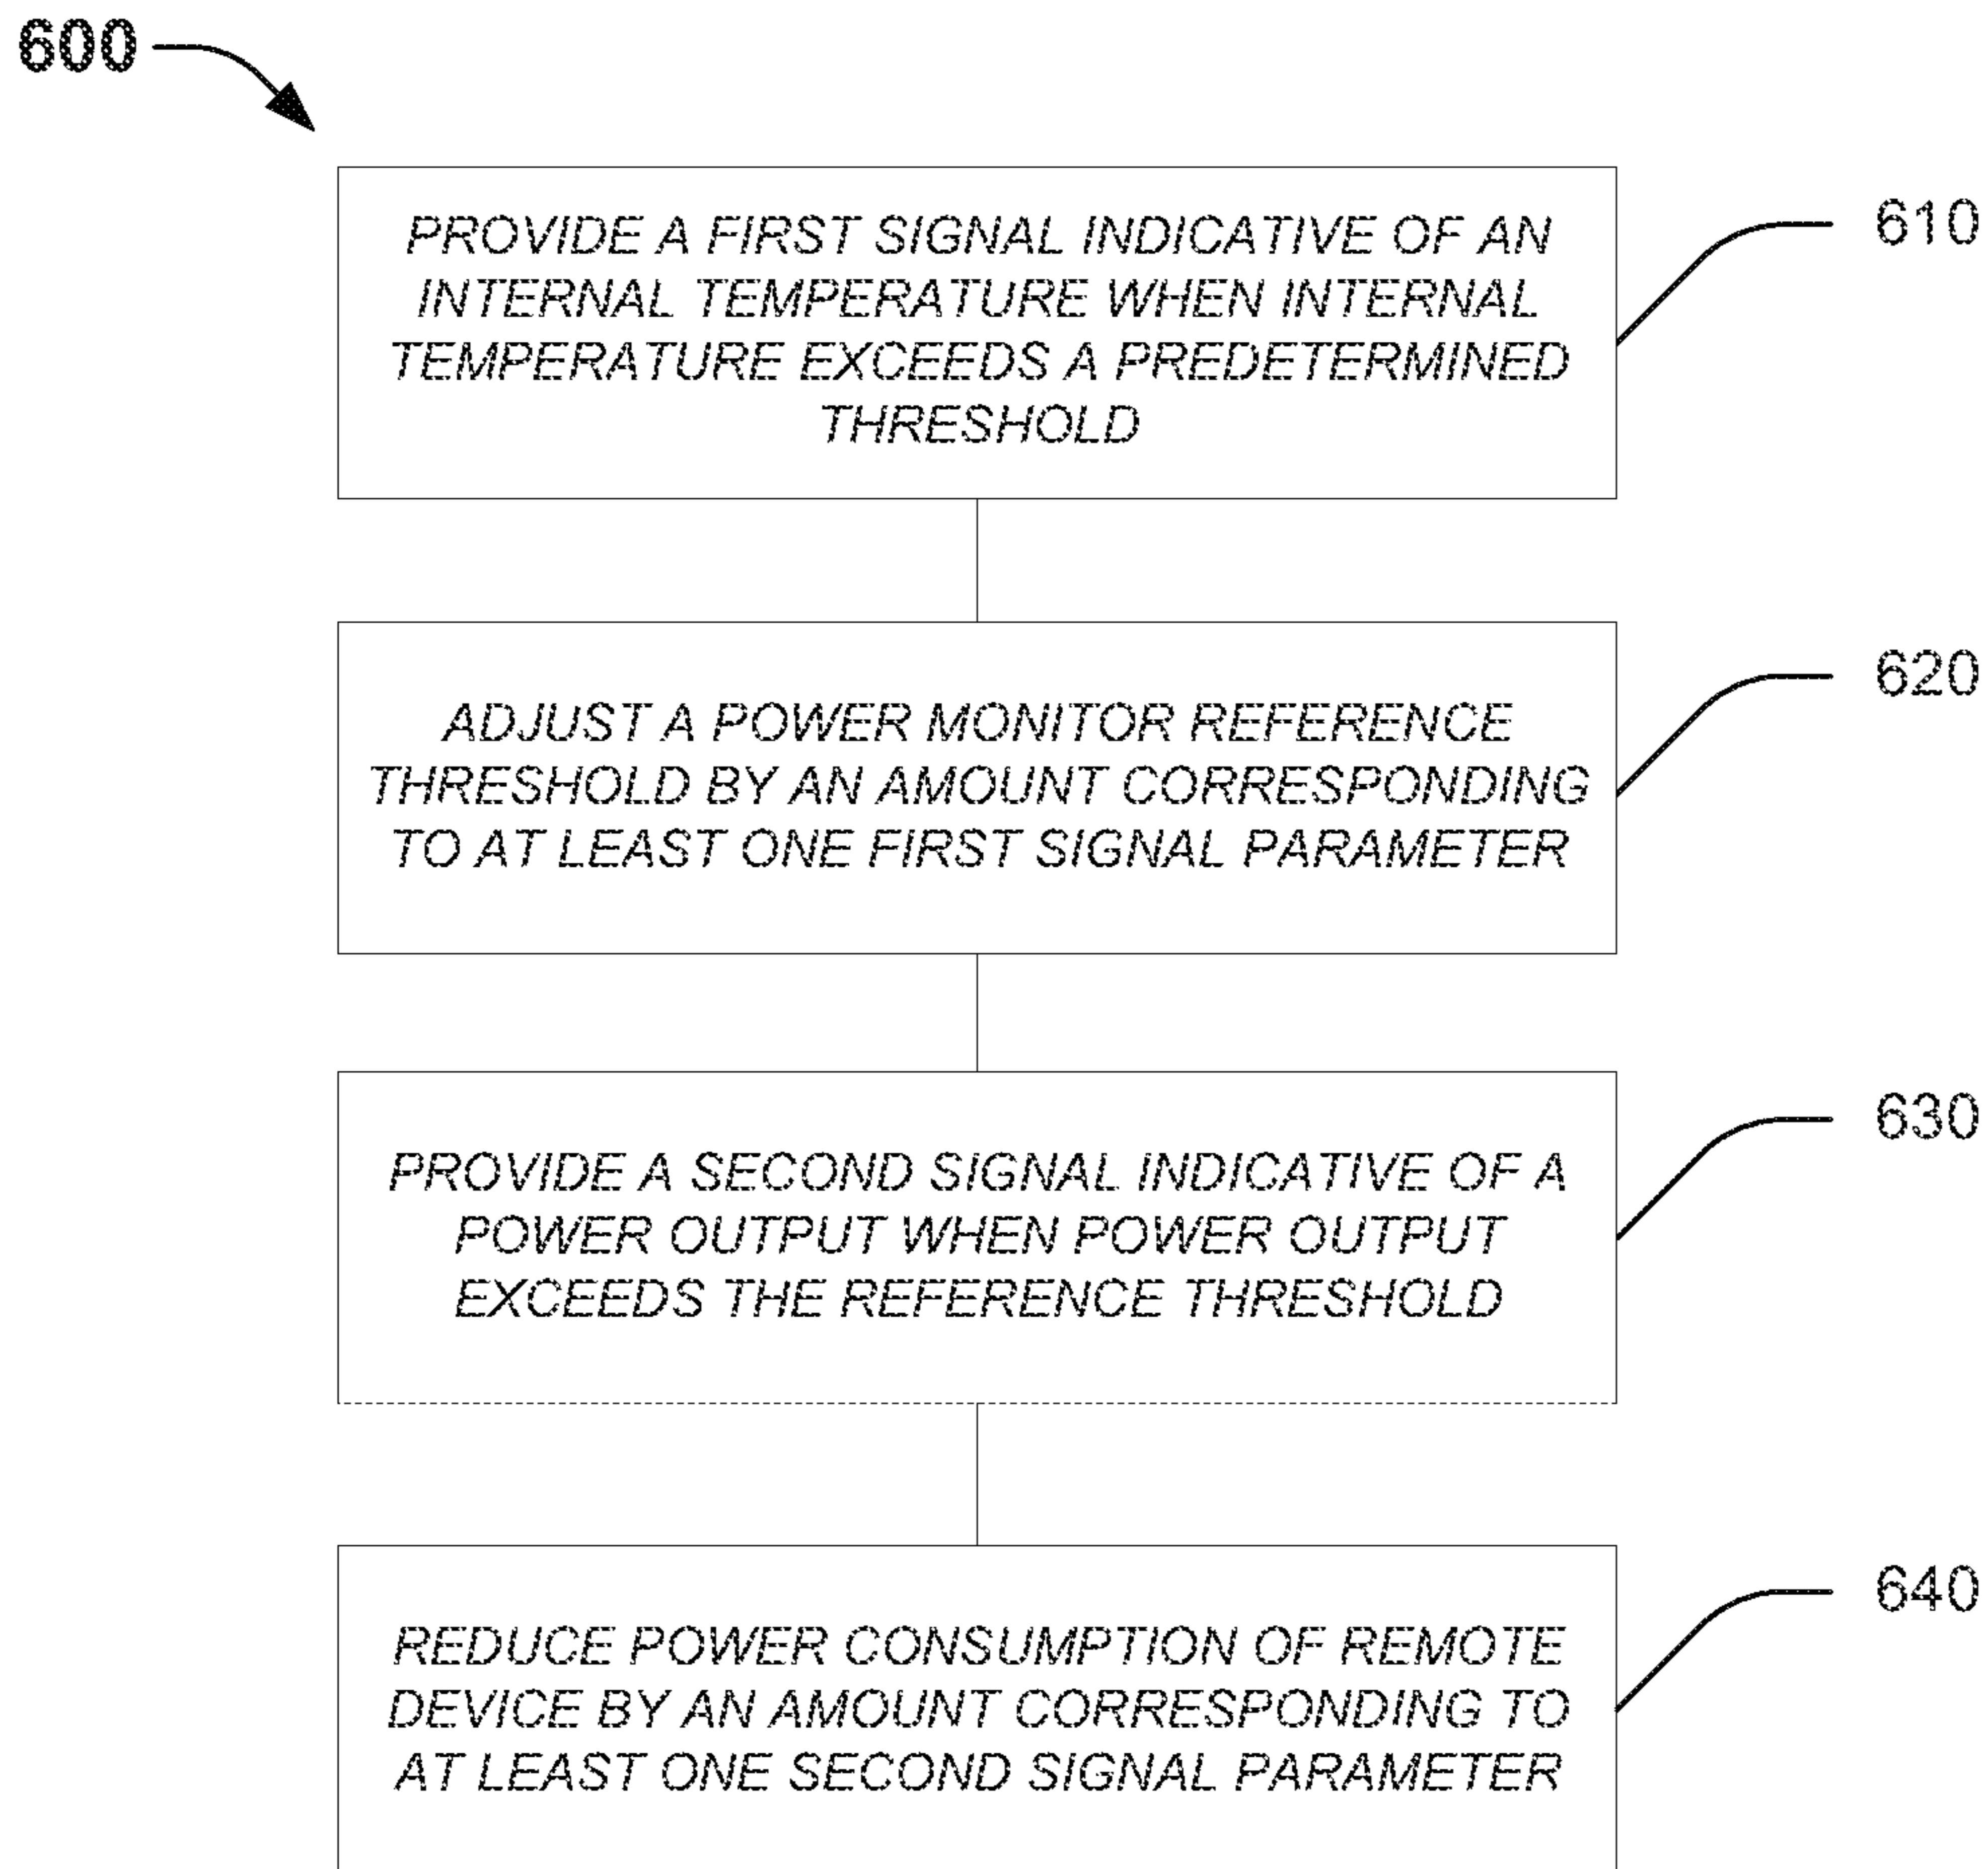 600
PROVIDE A FIRST SIGNAL INDICATIVE OF AN
INTERNAL TEMPERATURE WHEN INTERNAL
TEMPERATURE EXCEEDS A PREDETERMINED
THRESHOLD
610
ADJUST A POWER MONITOR REFERENCE
THRESHOLD BY AN AMOUNT CORRESPONDING
TO AT LEAST ONE FIRST SIGNAL PARAMETER
620
PROVIDE A SECOND SIGNAL INDICATIVE OF A
POWER OUTPUT WHEN POWER OUTPUT
EXCEEDS THE REFERENCE THRESHOLD
630
REDUCE POWER CONSUMPTION OF REMOTE
DEVICE BY AN AMOUNT CORRESPONDING TO
AT LEAST ONE SECOND SIGNAL PARAMETER
640